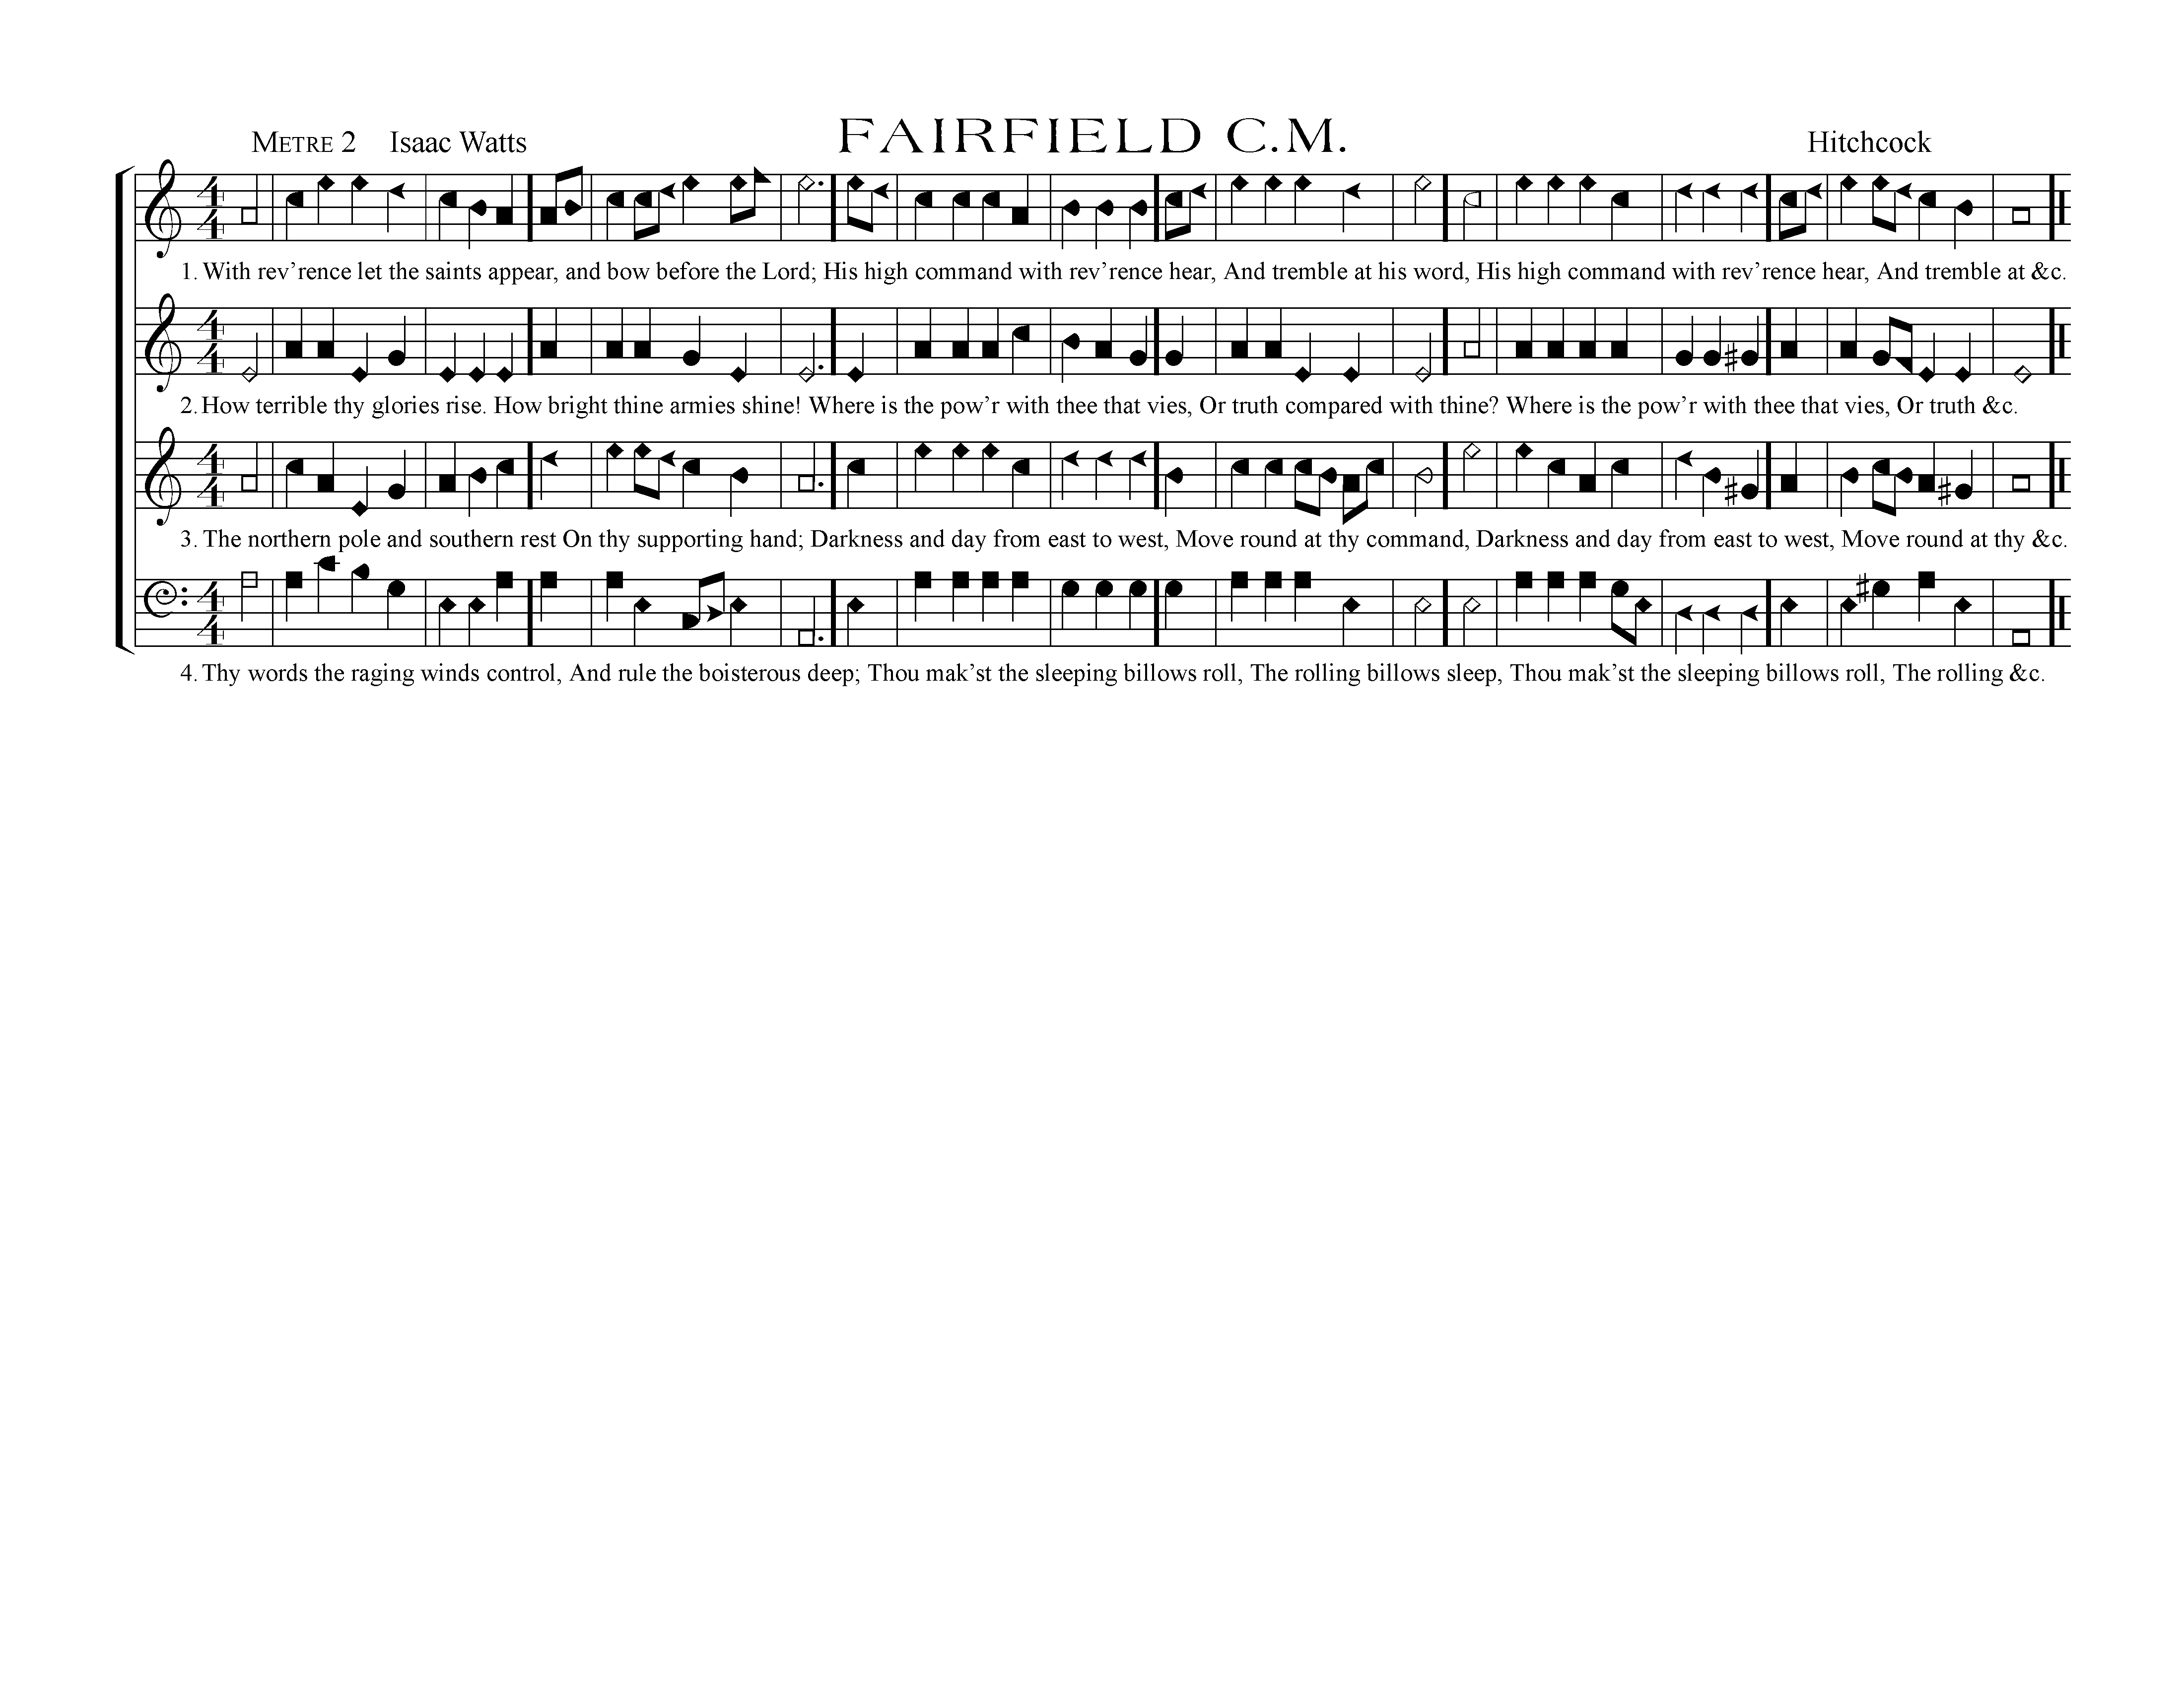 METRE 2 Isaac Watts FAIRFIELD C.M. Hitchcock
1. With rev’rence let the saints appear, and bow before the Lord; His high command with rev’rence hear, And tremble at his word, His high command with rev’rence hear, And tremble at &c.
2. How terrible thy glories rise. How bright thine armies shine! Where is the pow’r with thee that vies, Or truth compared with thine? Where is the pow’r with thee that vies, Or truth &c.
3. The northern pole and southern rest On thy supporting hand; Darkness and day from east to west, Move round at thy command, Darkness and day from east to west, Move round at thy &c.
4. Thy words the raging winds control, And rule the boisterous deep; Thou mak’st the sleeping billows roll, The rolling billows sleep, Thou mak’st the sleeping billows roll, The rolling &c.